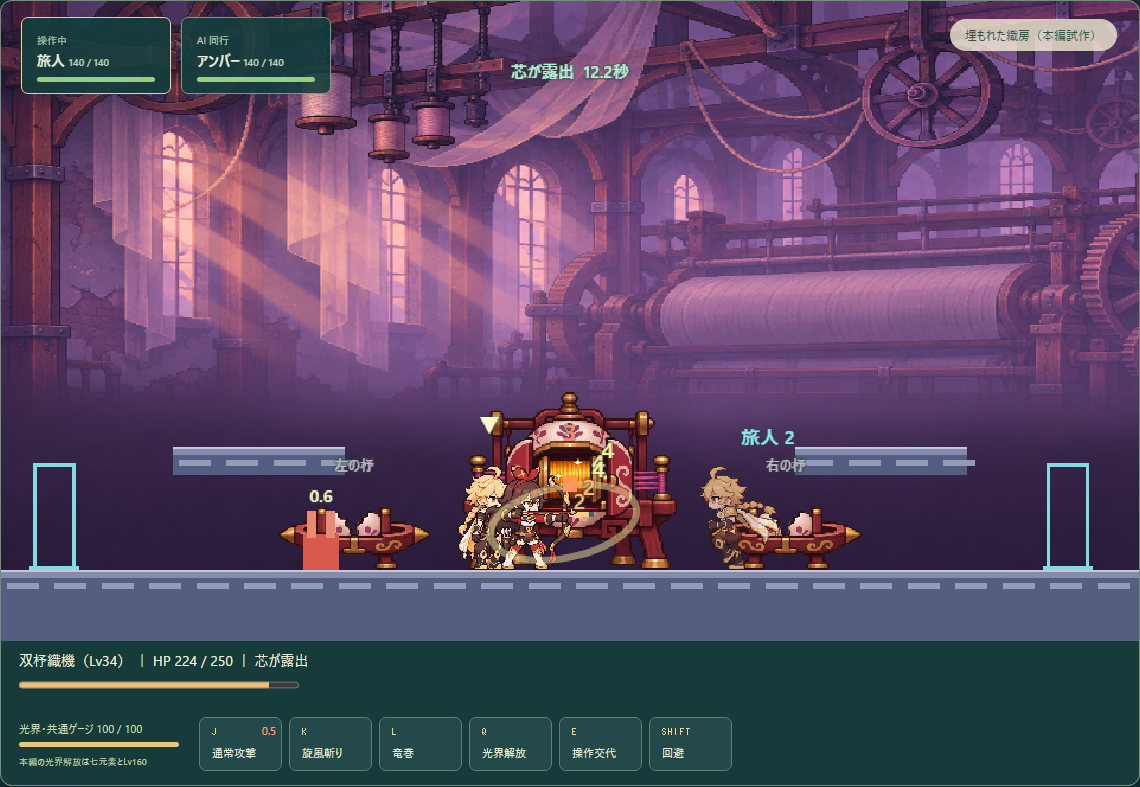 操作中
旅人 140 / 140
AI 同行
アンバー 140 / 140
芯が露出 12.2秒
埋もれた織房（本編試作）
旅人 2
左の杼
右の杼
0.6
4
4
2
2
双杼織機（Lv34） | HP 224 / 250 | 芯が露出
光界・共通ゲージ 100 / 100
本編の光界解放は七元素とLv160
J 0.5
通常攻撃
K
旋風斬り
L
竜巻
Q
光界解放
E
操作交代
SHIFT
回避